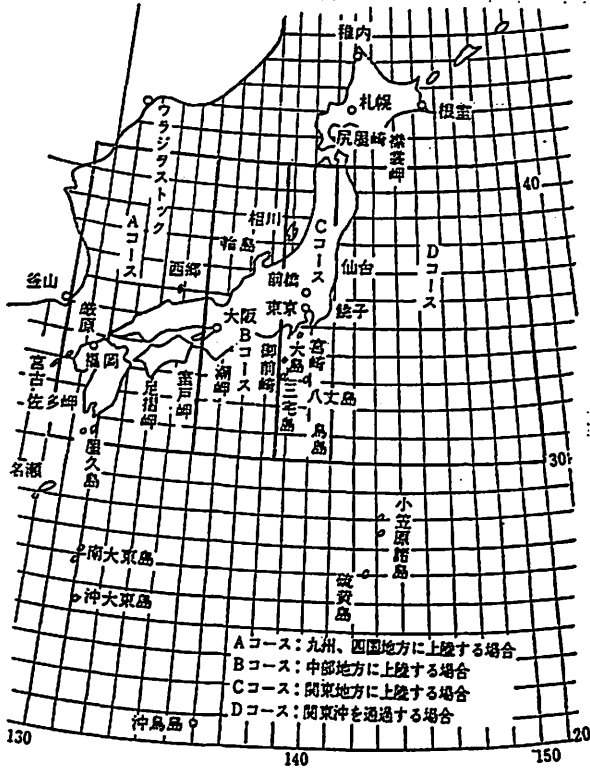 稚内
札幌
根室
尻屋崎
襟裳岬
ウラジヲストック
40
Aコース
相川
輪島
Cコース
Dコース
西郷
前橋
仙台
釜山
厳原
大阪
東京
銚子
福岡
Bコース
御前崎
大島
宮崎
宮古
佐多岬
足摺岬
室戸岬
潮岬
三宅島
八丈島
鳥島
屋久島
30
名瀬
小笠原諸島
南大東島
硫黄島
沖大東島
Aコース:九州、四国地方に上陸する場合
Bコース:中部地方に上陸する場合
Cコース:関東地方に上陸する場合
Dコース:関東沖を通過する場合
沖鳥島
130
140
150
20